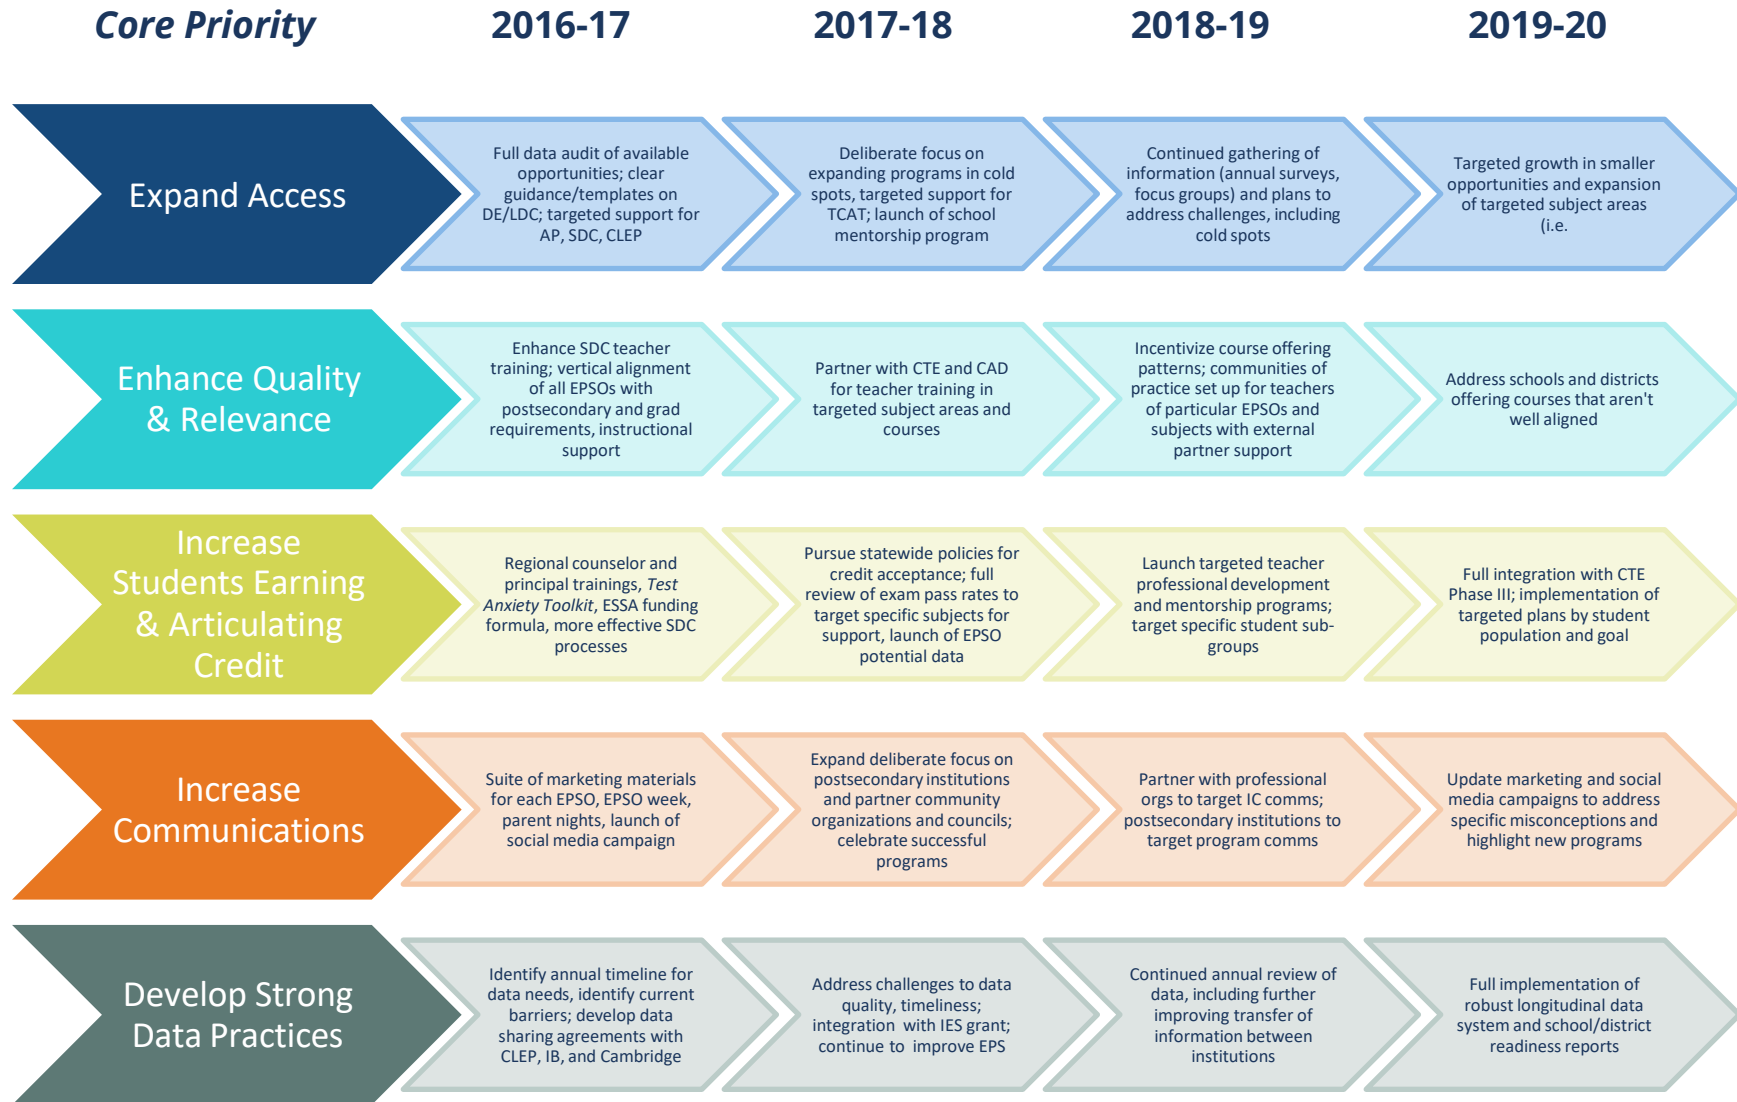 Core Priority
2016-17
2017-18
2018-19
2019-20
Expand Access
Full data audit of available
opportunities; clear
guidance/templates on
DE/LDC; targeted support for
AP, SDC, CLEP
Deliberate focus on
expanding programs in cold
spots, targeted support for
TCAT; launch of school
mentorship program
Continued gathering of
information (annual surveys,
focus groups) and plans to
address challenges, including
cold spots
Targeted growth in smaller
opportunities and expansion
of targeted subject areas
(i.e.
Enhance Quality
& Relevance
Enhance SDC teacher
training; vertical alignment
of all EPSOs with
postsecondary and grad
requirements, instructional
support
Partner with CTE and CAD
for teacher training in
targeted subject areas and
courses
Incentivize course offering
patterns; communities of
practice set up for teachers
of particular EPSOs and
subjects with external
partner support
Address schools and districts
offering courses that aren't
well aligned
Increase
Students Earning
& Articulating
Credit
Regional counselor and
principal trainings, Test
Anxiety Toolkit, ESSA funding
formula, more effective SDC
processes
Pursue statewide policies for
credit acceptance; full
review of exam pass rates to
target specific subjects for
support, launch of EPSO
potential data
Launch targeted teacher
professional development
and mentorship programs;
target specific student sub-
groups
Full integration with CTE
Phase III; implementation of
targeted plans by student
population and goal
Increase
Communications
Suite of marketing materials
for each EPSO, EPSO week,
parent nights, launch of
social media campaign
Expand deliberate focus on
postsecondary institutions
and partner community
organizations and councils;
celebrate successful
programs
Partner with professional
orgs to target IC comms;
postsecondary institutions to
target program comms
Update marketing and social
media campaigns to address
specific misconceptions and
highlight new programs
Develop Strong
Data Practices
Identify annual timeline for
data needs, identify current
barriers; develop data
sharing agreements with
CLEP, IB, and Cambridge
Address challenges to data
quality, timeliness;
integration with IES grant;
continue to improve EPS
Continued annual review of
data, including further
improving transfer of
information between
institutions
Full implementation of
robust longitudinal data
system and school/district
readiness reports